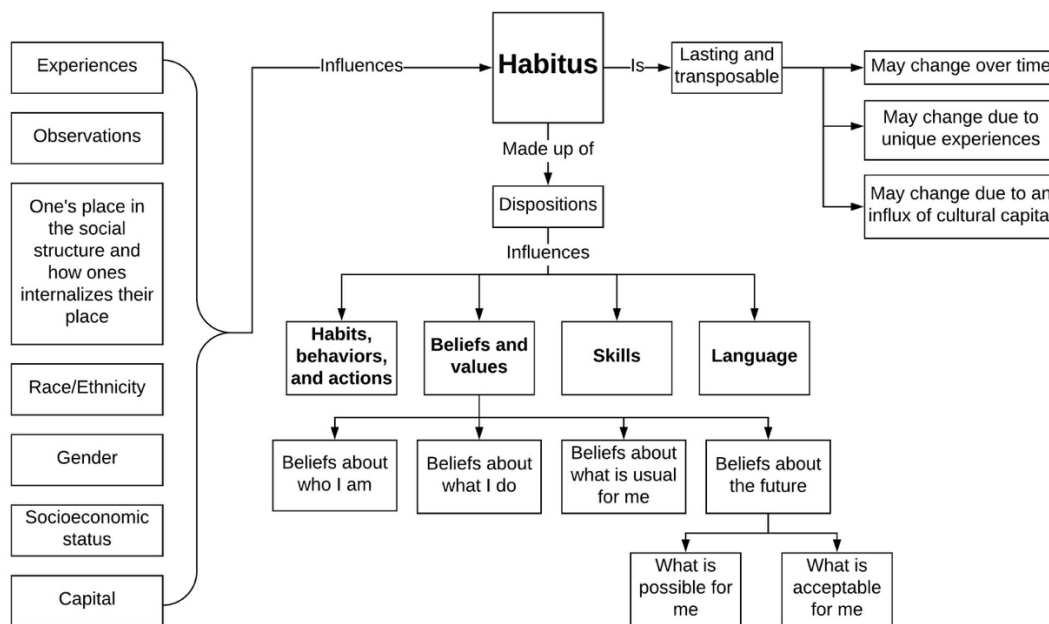 Experiences
Observations
One's place in
the social
structure and
how ones
internalizes their
place
Race/Ethnicity
Gender
Socioeconomic
status
Capital
Influences
Habitus
Is
Lasting and
transposable
May change over time
May change due to
unique experiences
May change due to an
influx of cultural capital
Made up of
Dispositions
Influences
Habits,
behaviors,
and actions
Beliefs and
values
Skills
Language
Beliefs about
who I am
Beliefs about
what I do
Beliefs about
what is usual
for me
Beliefs about
the future
What is
possible for
me
What is
acceptable
for me